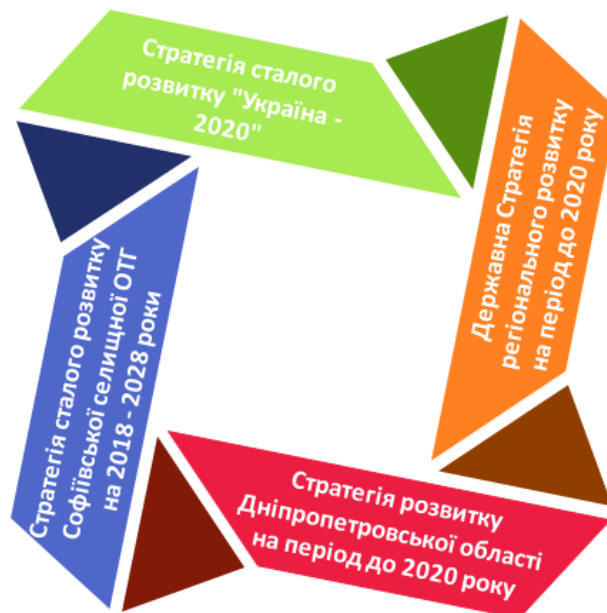 Стратегія сталого
розвитку "Україна -
2020"
Державна Стратегія
регіонального розвитку
на період до 2020 року
Стратегія розвитку
Дніпропетровської області
на період до 2020 року
Стратегія сталого розвитку
Софіївської селищної ОТГ
на 2018 - 2028 роки